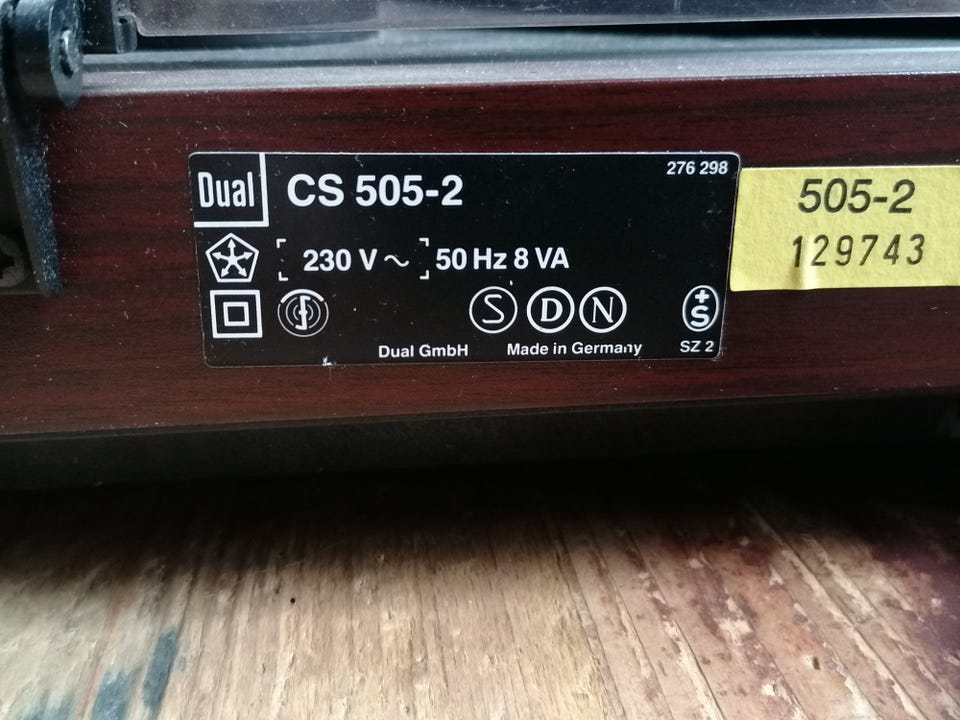 276 298
Dual CS 505-2
230 V ~ 50 Hz 8 VA
S D N +S
Dual GmbH Made in Germany SZ 2
505-2
129743